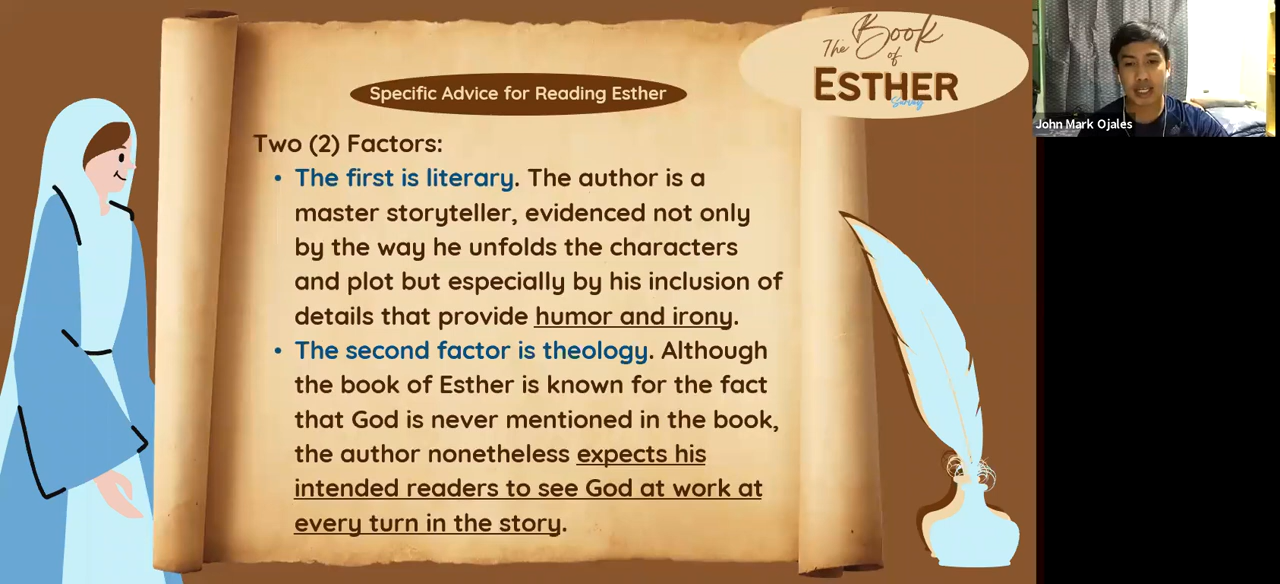 The Book
of
ESTHER
Survey
John Mark Ojales
Specific Advice for Reading Esther
Two (2) Factors:
• The first is literary. The author is a
master storyteller, evidenced not only
by the way he unfolds the characters
and plot but especially by his inclusion of
details that provide humor and irony.
• The second factor is theology. Although
the book of Esther is known for the fact
that God is never mentioned in the book,
the author nonetheless expects his
intended readers to see God at work at
every turn in the story.